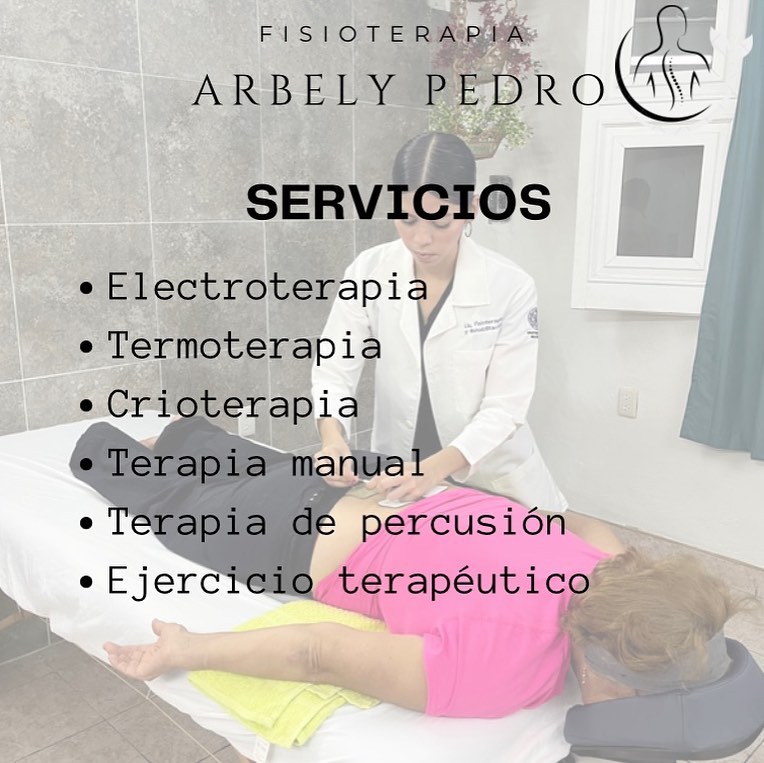 FISIOTERAPIA
ARBELY PEDRO
SERVICIOS
• Electroterapia
• Termoterapia
• Crioterapia
• Terapia manual
• Terapia de percusión
• Ejercicio terapéutico